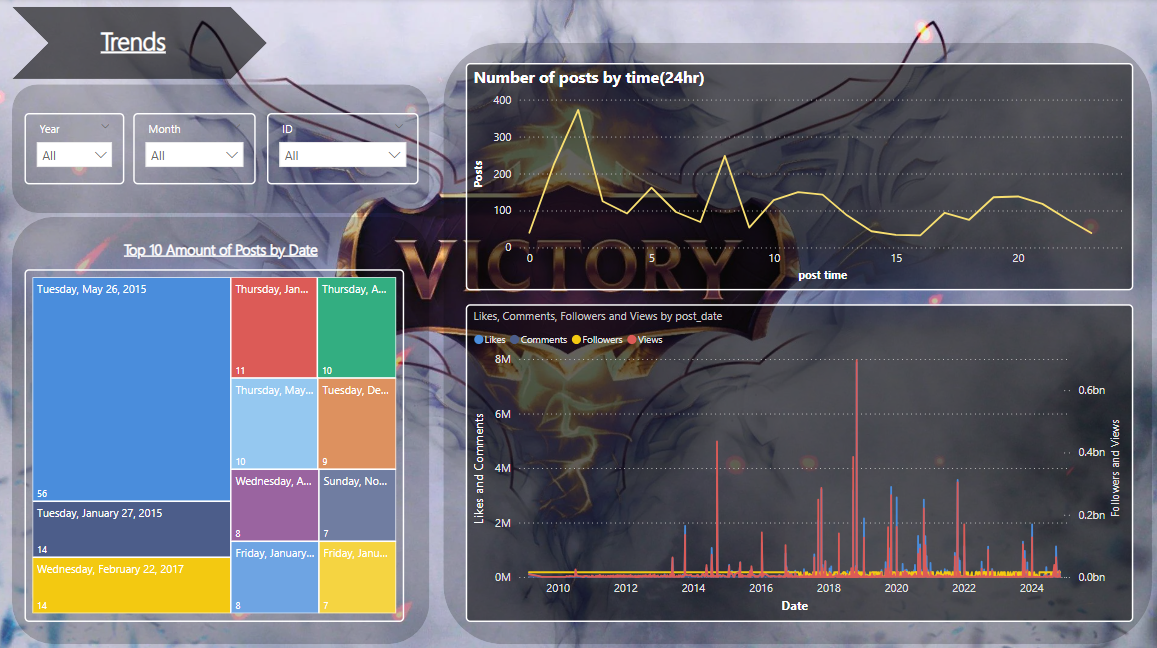 Trends
Year
Month
ID
All
All
All
Top 10 Amount of Posts by Date
Tuesday, May 26, 2015
56
Tuesday, January 27, 2015
14
Wednesday, February 22, 2017
14
Thursday, Jan...
11
Thursday, A...
10
Thursday, May...
10
Tuesday, De...
9
Wednesday, A...
8
Sunday, No...
7
Friday, January...
8
Friday, Janu...
7
Number of posts by time(24hr)
Posts
400
300
200
100
0
0 5 10 15 20
post time
VICTORY
Likes, Comments, Followers and Views by post_date
Likes Comments Followers Views
Likes and Comments
8M
6M
4M
2M
0M
0.6bn
0.4bn
0.2bn
0.0bn
Followers and Views
2010 2012 2014 2016 2018 2020 2022 2024
Date